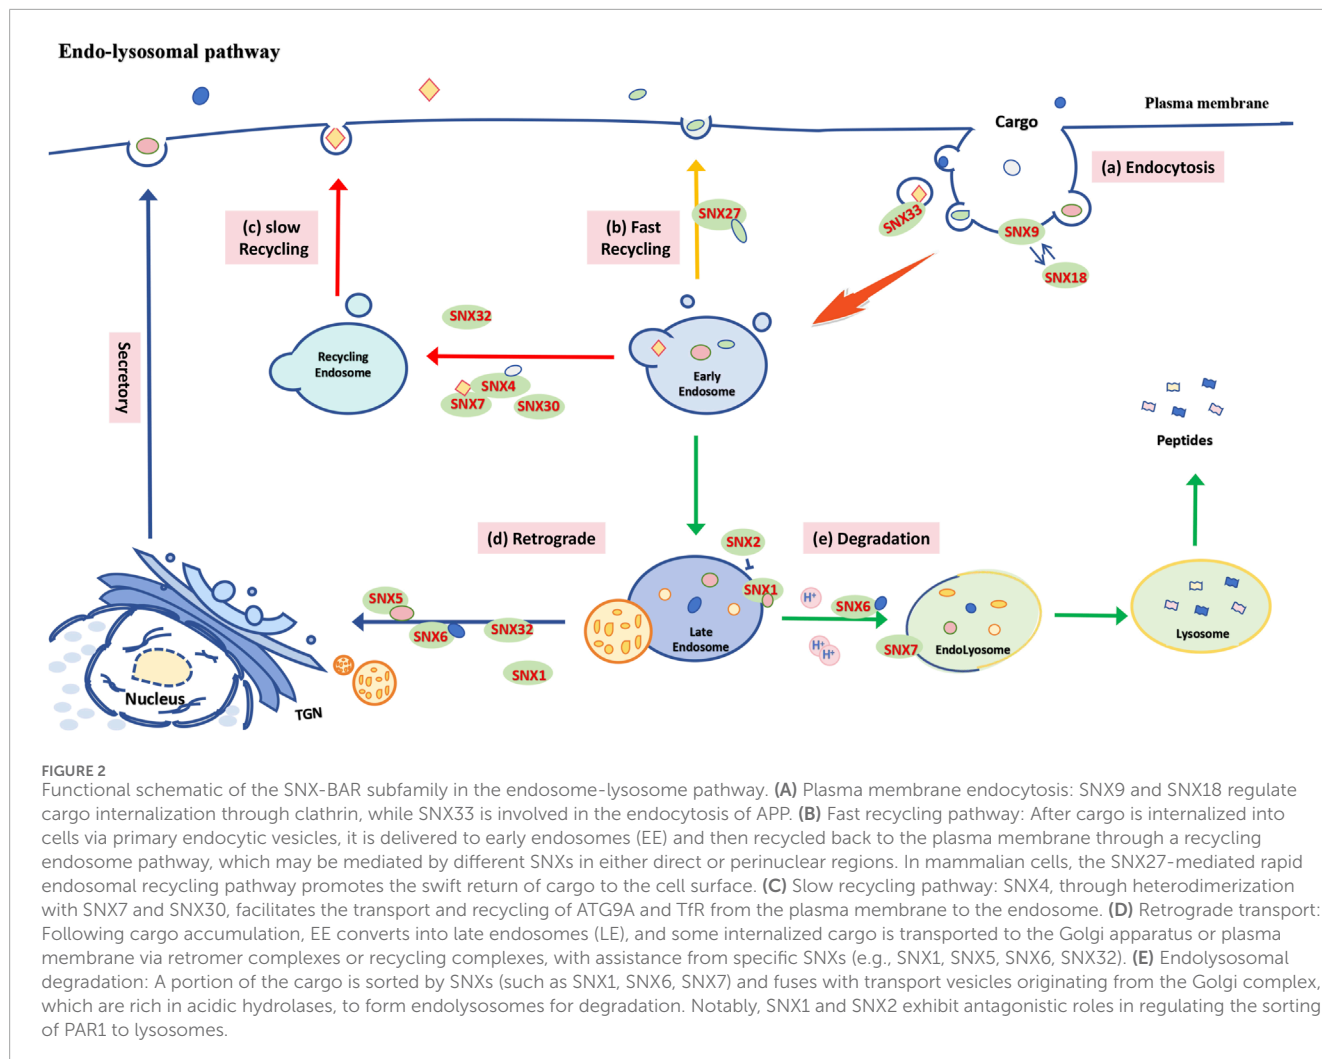 Endo-lysosomal pathway
Plasma membrane
Cargo
(a) Endocytosis
SNX33
SNX9
SNX18
SNX27
(b) Fast
Recycling
(c) slow
Recycling
Secretory
Recycling
Endosome
SNX32
SNX4
SNX7
SNX30
Early
Endosome
Peptides
(d) Retrograde
SNX2
(e) Degradation
SNX1
SNX5
SNX6
SNX32
SNX1
Late
Endosome
H+
H+
H+
SNX6
SNX7
EndoLysosome
Lysosome
Nucleus
TGN
FIGURE 2
Functional schematic of the SNX-BAR subfamily in the endosome-lysosome pathway. (A) Plasma membrane endocytosis: SNX9 and SNX18 regulate
cargo internalization through clathrin, while SNX33 is involved in the endocytosis of APP. (B) Fast recycling pathway: After cargo is internalized into
cells via primary endocytic vesicles, it is delivered to early endosomes (EE) and then recycled back to the plasma membrane through a recycling
endosome pathway, which may be mediated by different SNXs in either direct or perinuclear regions. In mammalian cells, the SNX27-mediated rapid
endosomal recycling pathway promotes the swift return of cargo to the cell surface. (C) Slow recycling pathway: SNX4, through heterodimerization
with SNX7 and SNX30, facilitates the transport and recycling of ATG9A and TfR from the plasma membrane to the endosome. (D) Retrograde transport:
Following cargo accumulation, EE converts into late endosomes (LE), and some internalized cargo is transported to the Golgi apparatus or plasma
membrane via retromer complexes or recycling complexes, with assistance from specific SNXs (e.g., SNX1, SNX5, SNX6, SNX32). (E) Endolysosomal
degradation: A portion of the cargo is sorted by SNXs (such as SNX1, SNX6, SNX7) and fuses with transport vesicles originating from the Golgi complex,
which are rich in acidic hydrolases, to form endolysosomes for degradation. Notably, SNX1 and SNX2 exhibit antagonistic roles in regulating the sorting
of PAR1 to lysosomes.